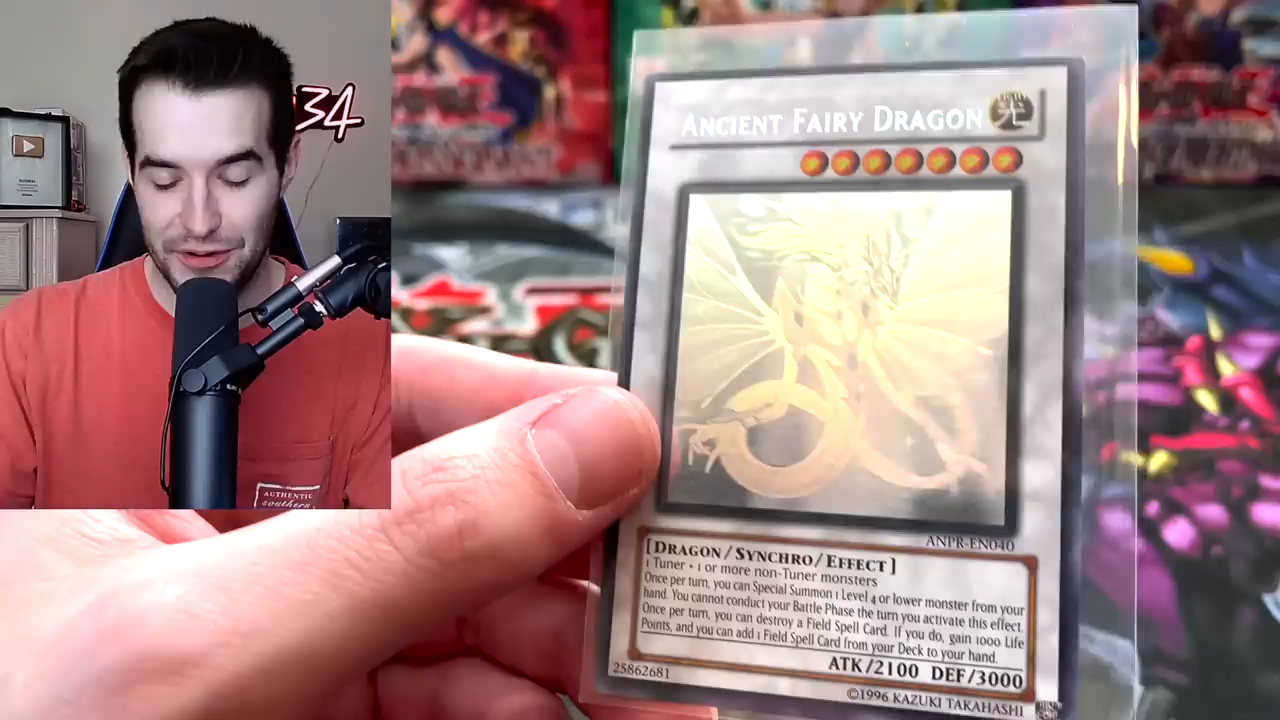 34
AUTHENTIC
southern
ANCIENT FAIRY DRAGON
光
ANPR-EN040
[DRAGON/SYNCHRO/EFFECT]
1 Tuner + 1 or more non-Tuner monsters
Once per turn, you can Special Summon 1 Level 4 or lower monster from your
hand. You cannot conduct your Battle Phase the turn you activate this effect.
Once per turn, you can destroy a Field Spell Card. If you do, gain 1000 Life
Points, and you can add 1 Field Spell Card from your Deck to your hand.
ATK/2100 DEF/3000
25862681
©1996 KAZUKI TAKAHASHI